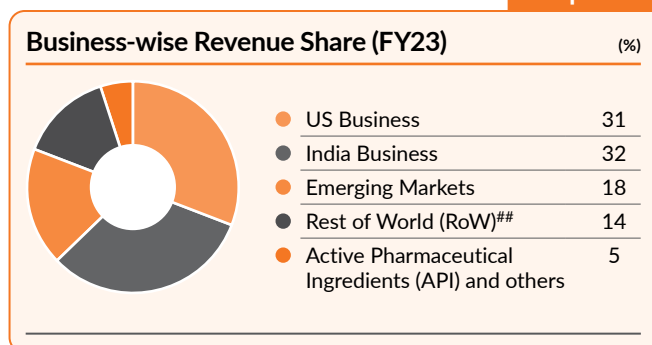 Business-wise Revenue Share (FY23) (%)
US Business 31
India Business 32
Emerging Markets 18
Rest of World (RoW)## 14
Active Pharmaceutical 5
Ingredients (API) and others